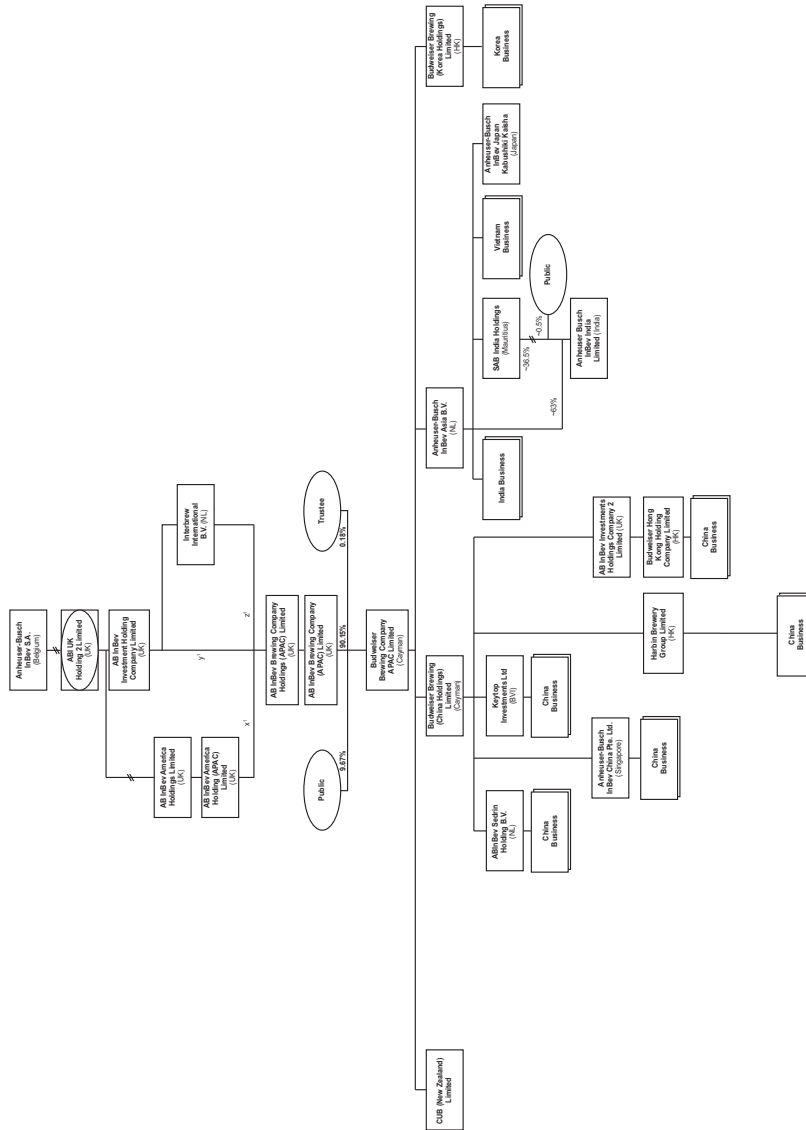 Anheuser-Busch
InBev S.A.
(Belgium)
ABI UK
Holding 2 Limited
(UK)
AB InBev
Investment Holding
Company Limited
(UK)
AB InBev America
Holdings Limited
(UK)
AB InBev America
Holding (APAC)
Limited
(UK)
Interbrew
International
B.V. (NL)
x¹
y¹
z¹
AB InBev Brewing Company
Holdings (APAC) Limited
(UK)
AB InBev Brewing Company
(APAC) Limited
(UK)
Public
9.67%
90.15%
0.18%
Trustee
Budweiser
Brewing Company
APAC Limited
(Cayman)
CUB (New Zealand)
Limited
Budweiser Brewing
(China Holdings)
Limited
(Cayman)
Anheuser-Busch
InBev Asia B.V.
(NL)
Budweiser Brewing
(Korea Holdings)
Limited
(HK)
Korea
Business
ABInBev Sedrin
Holding B.V.
(NL)
China
Business
Keytop
Investments Ltd
(BVI)
China
Business
Anheuser-Busch
InBev China Pte. Ltd.
(Singapore)
China
Business
Harbin Brewery
Group Limited
(HK)
China
Business
AB InBev Investments
Holdings Company 2
Limited (UK)
Budweiser Hong
Kong Holding
Company Limited
(HK)
China
Business
India Business
SAB India Holdings
(Mauritius)
Vietnam
Business
Anheuser-Busch
InBev Japan
Kabushiki Kaisha
(Japan)
~63%
~36.5%
~0.5%
Public
Anheuser Busch
InBev India
Limited (Inda)